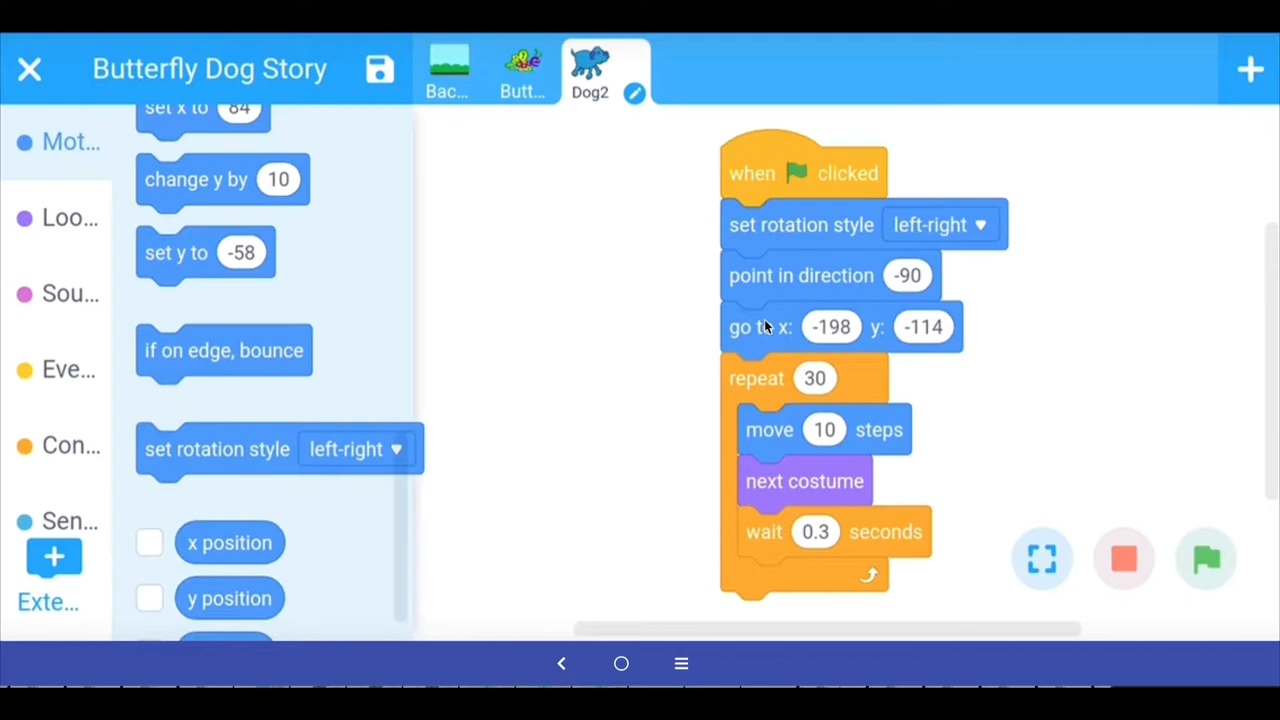 Butterfly Dog Story
Bac...
Butt...
Dog2
Mot...
Loo...
Sou...
Eve...
Con...
Sen...
Exte...
set x to 84
change y by 10
set y to -58
if on edge, bounce
set rotation style left-right
x position
y position
when clicked
set rotation style left-right
point in direction -90
go to x: -198 y: -114
repeat 30
move 10 steps
next costume
wait 0.3 seconds